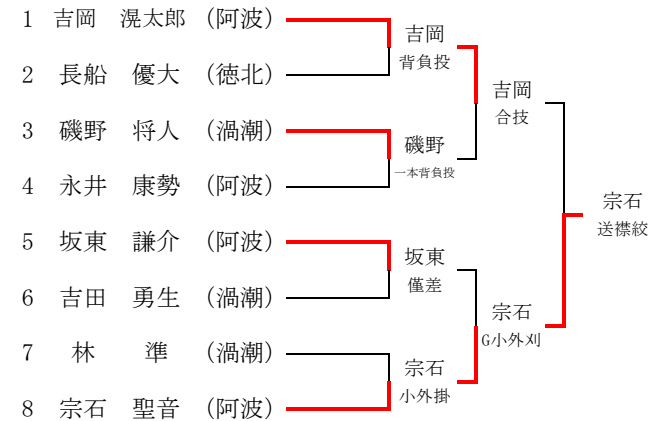 1 吉岡 滉太郎 (阿波)
2 長船 優大 (徳北)
3 磯野 将人 (渦潮)
4 永井 康勢 (阿波)
5 坂東 謙介 (阿波)
6 吉田 勇生 (渦潮)
7 林 準 (渦潮)
8 宗石 聖音 (阿波)
吉岡
背負投
磯野
一本背負投
坂東
僅差
宗石
小外掛
吉岡
合技
宗石
G小外刈
宗石
送襟絞